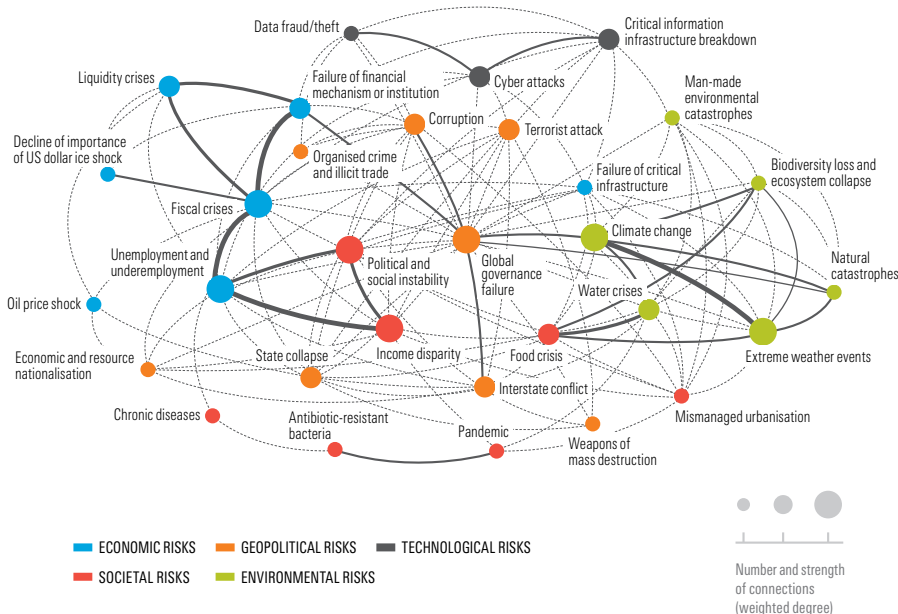 Data fraud/theft
Critical information
infrastructure breakdown
Liquidity crises
Failure of financial
mechanism or institution
Cyber attacks
Man-made
environmental
catastrophes
Corruption
Terrorist attack
Decline of importance
of US dollar ice shock
Organised crime
and illicit trade
Failure of critical
infrastructure
Biodiversity loss and
ecosystem collapse
Fiscal crises
Climate change
Unemployment and
underemployment
Political and
social instability
Global
governance
failure
Water crises
Natural
catastrophes
Oil price shock
Economic and resource
nationalisation
State collapse
Income disparity
Food crisis
Extreme weather events
Interstate conflict
Chronic diseases
Antibiotic-resistant
bacteria
Pandemic
Weapons of
mass destruction
Mismanaged urbanisation
ECONOMIC RISKS
GEOPOLITICAL RISKS
TECHNOLOGICAL RISKS
SOCIETAL RISKS
ENVIRONMENTAL RISKS
Number and strength
of connections
(weighted degree)